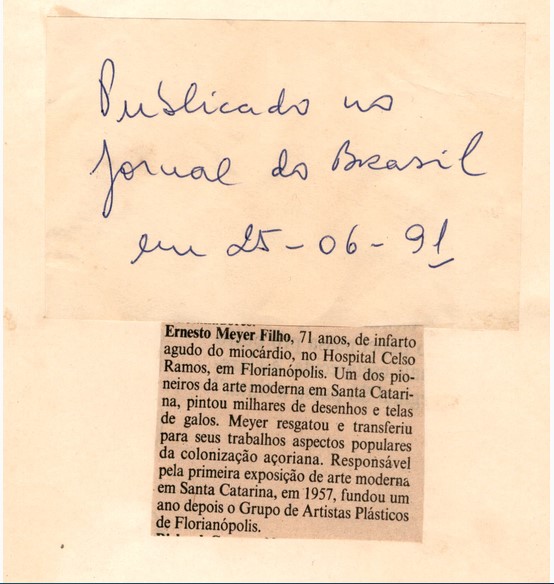 Publicado no
Jornal do Brasil
em 25-06-91
Ernesto Meyer Filho, 71 anos, de infarto
agudo do miocárdio, no Hospital Celso
Ramos, em Florianópolis. Um dos pio-
neiros da arte moderna em Santa Catari-
na, pintou milhares de desenhos e telas
de galos. Meyer resgatou e transferiu
para seus trabalhos aspectos populares
da colonização açoriana. Responsável
pela primeira exposição de arte moderna
em Santa Catarina, em 1957, fundou um
ano depois o Grupo de Artistas Plásticos
de Florianópolis.